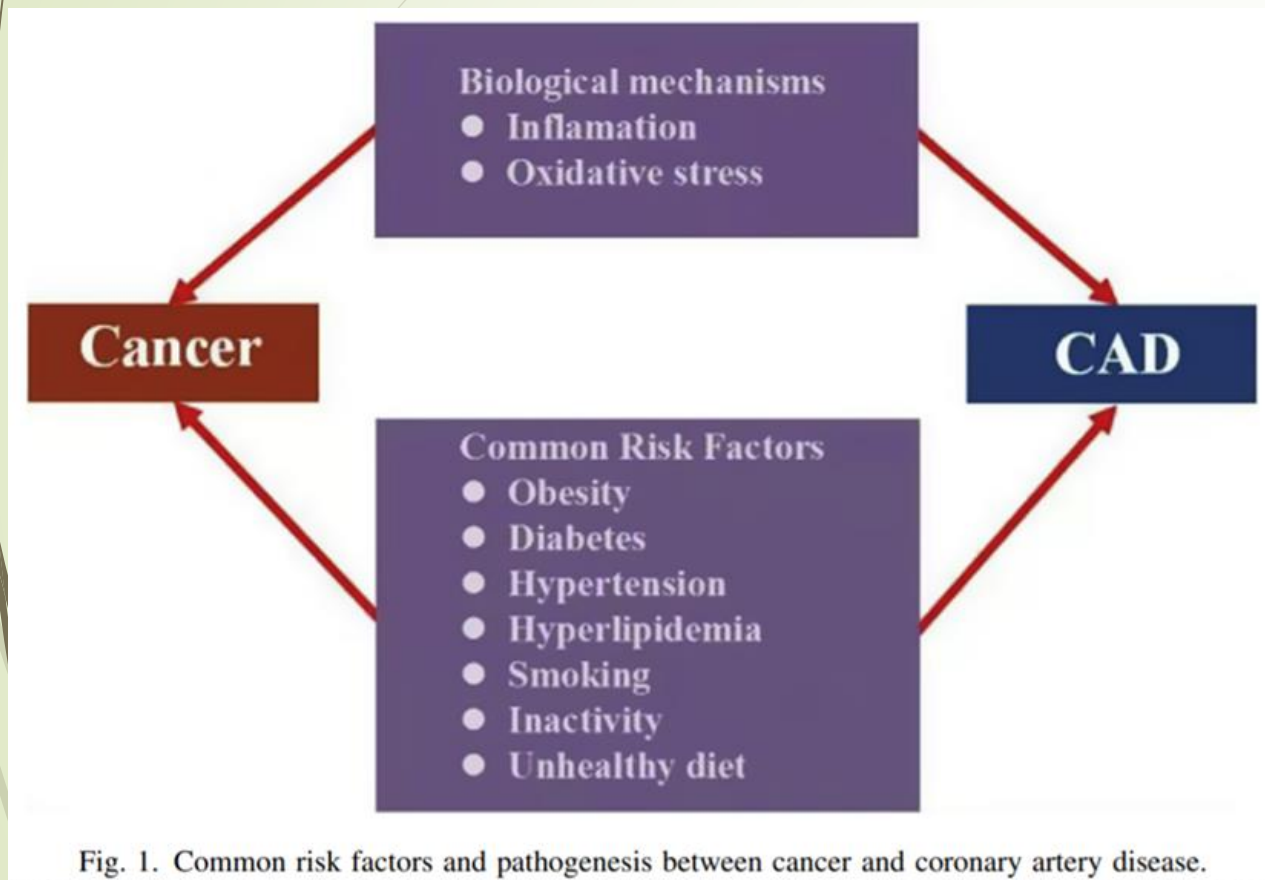 Biological mechanisms
● Inflamation
● Oxidative stress
Cancer
CAD
Common Risk Factors
● Obesity
● Diabetes
● Hypertension
● Hyperlipidemia
● Smoking
● Inactivity
● Unhealthy diet
Fig. 1. Common risk factors and pathogenesis between cancer and coronary artery disease.